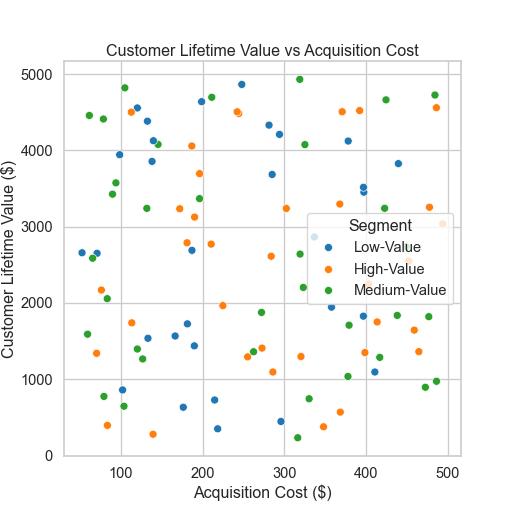 Customer Lifetime Value vs Acquisition Cost
5000
4000
3000
2000
1000
0
Customer Lifetime Value ($)
Segment
Low-Value
High-Value
Medium-Value
100
200
300
400
500
Acquisition Cost ($)